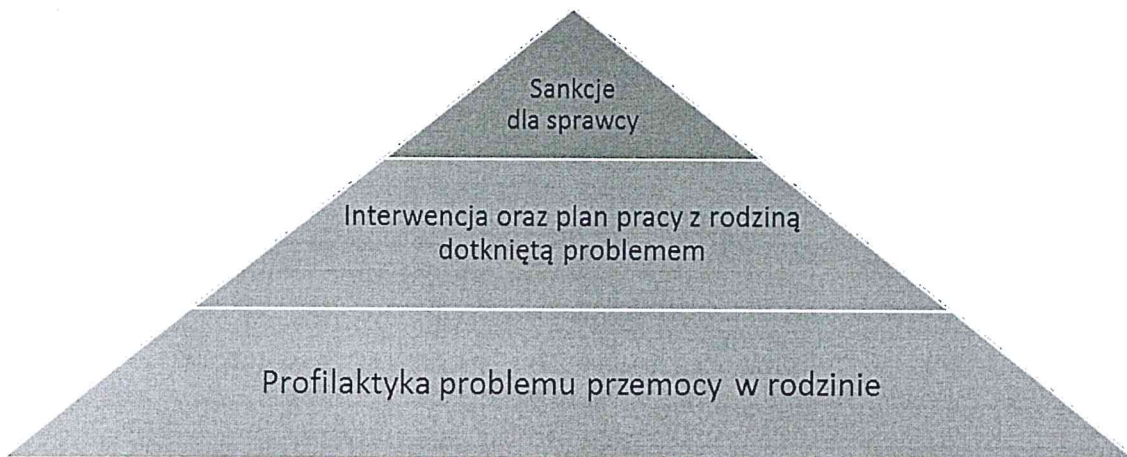 Sankcje
dla sprawcy
Interwencja oraz plan pracy z rodziną
dotkniętą problemem
Profilaktyka problemu przemocy w rodzinie